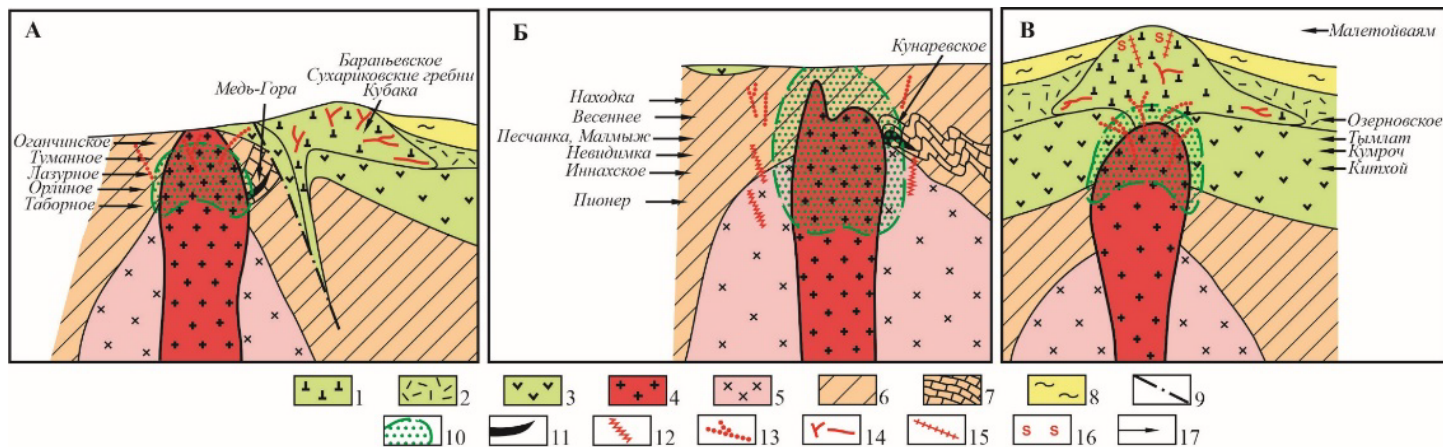 А
Бараньевское
Сухариковские гребни
Кубака
Медь-Гора
Оганчинское
Туманное
Лазурное
Орлиное
Таборное
Б
Кунаревское
Находка
Весеннее
Песчанка, Малмыж
Невидимка
Иннахское
Пионер
В
Малетойваям
Озерновское
Тымлат
Кумроч
Китхой
S S
1 2 3 4 5 6 7 8 9
10 11 12 13 14 15 S S 16 17